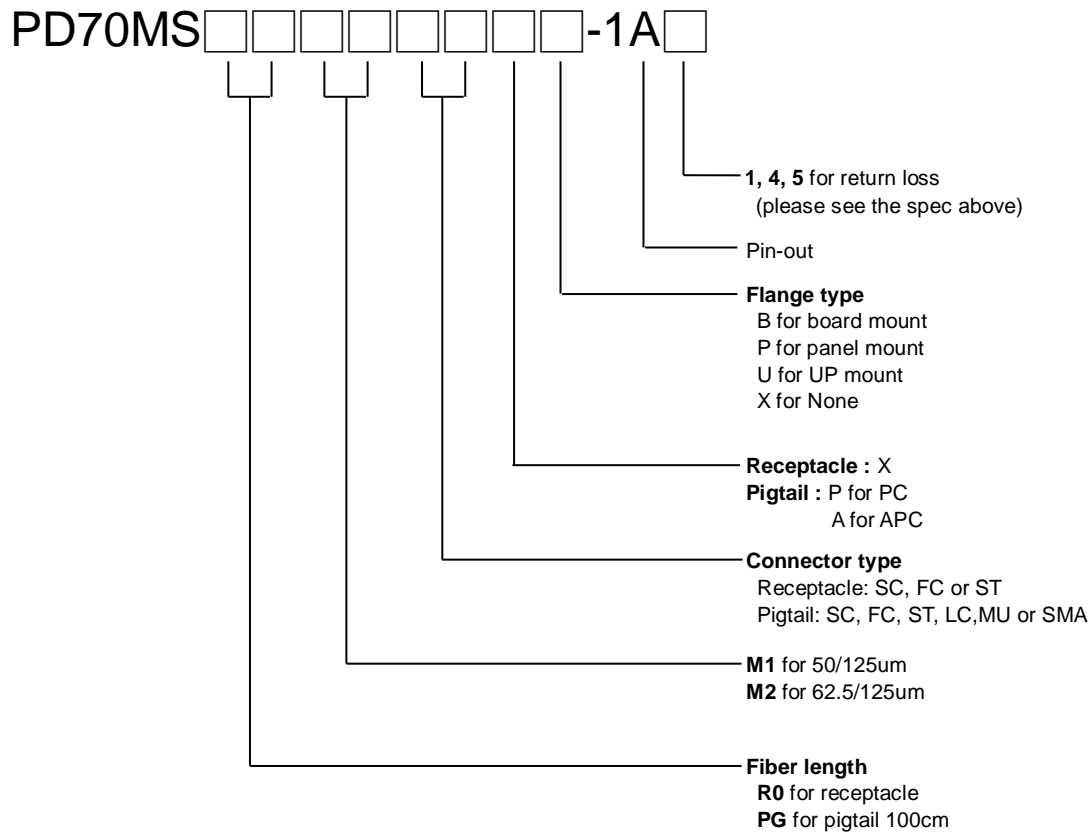 PD70MS□□□□□□□□-1A□
1, 4, 5 for return loss
(please see the spec above)
Pin-out
Flange type
B for board mount
P for panel mount
U for UP mount
X for None
Receptacle : X
Pigtail : P for PC
A for APC
Connector type
Receptacle: SC, FC or ST
Pigtail: SC, FC, ST, LC,MU or SMA
M1 for 50/125um
M2 for 62.5/125um
Fiber length
R0 for receptacle
PG for pigtail 100cm